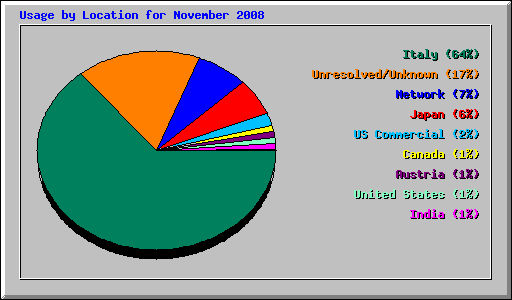 Usage by Location for November 2008
Italy (64%)
Unresolved/Unknown (17%)
Network (7%)
Japan (6%)
US Commercial (2%)
Canada (1%)
Austria (1%)
United States (1%)
India (1%)